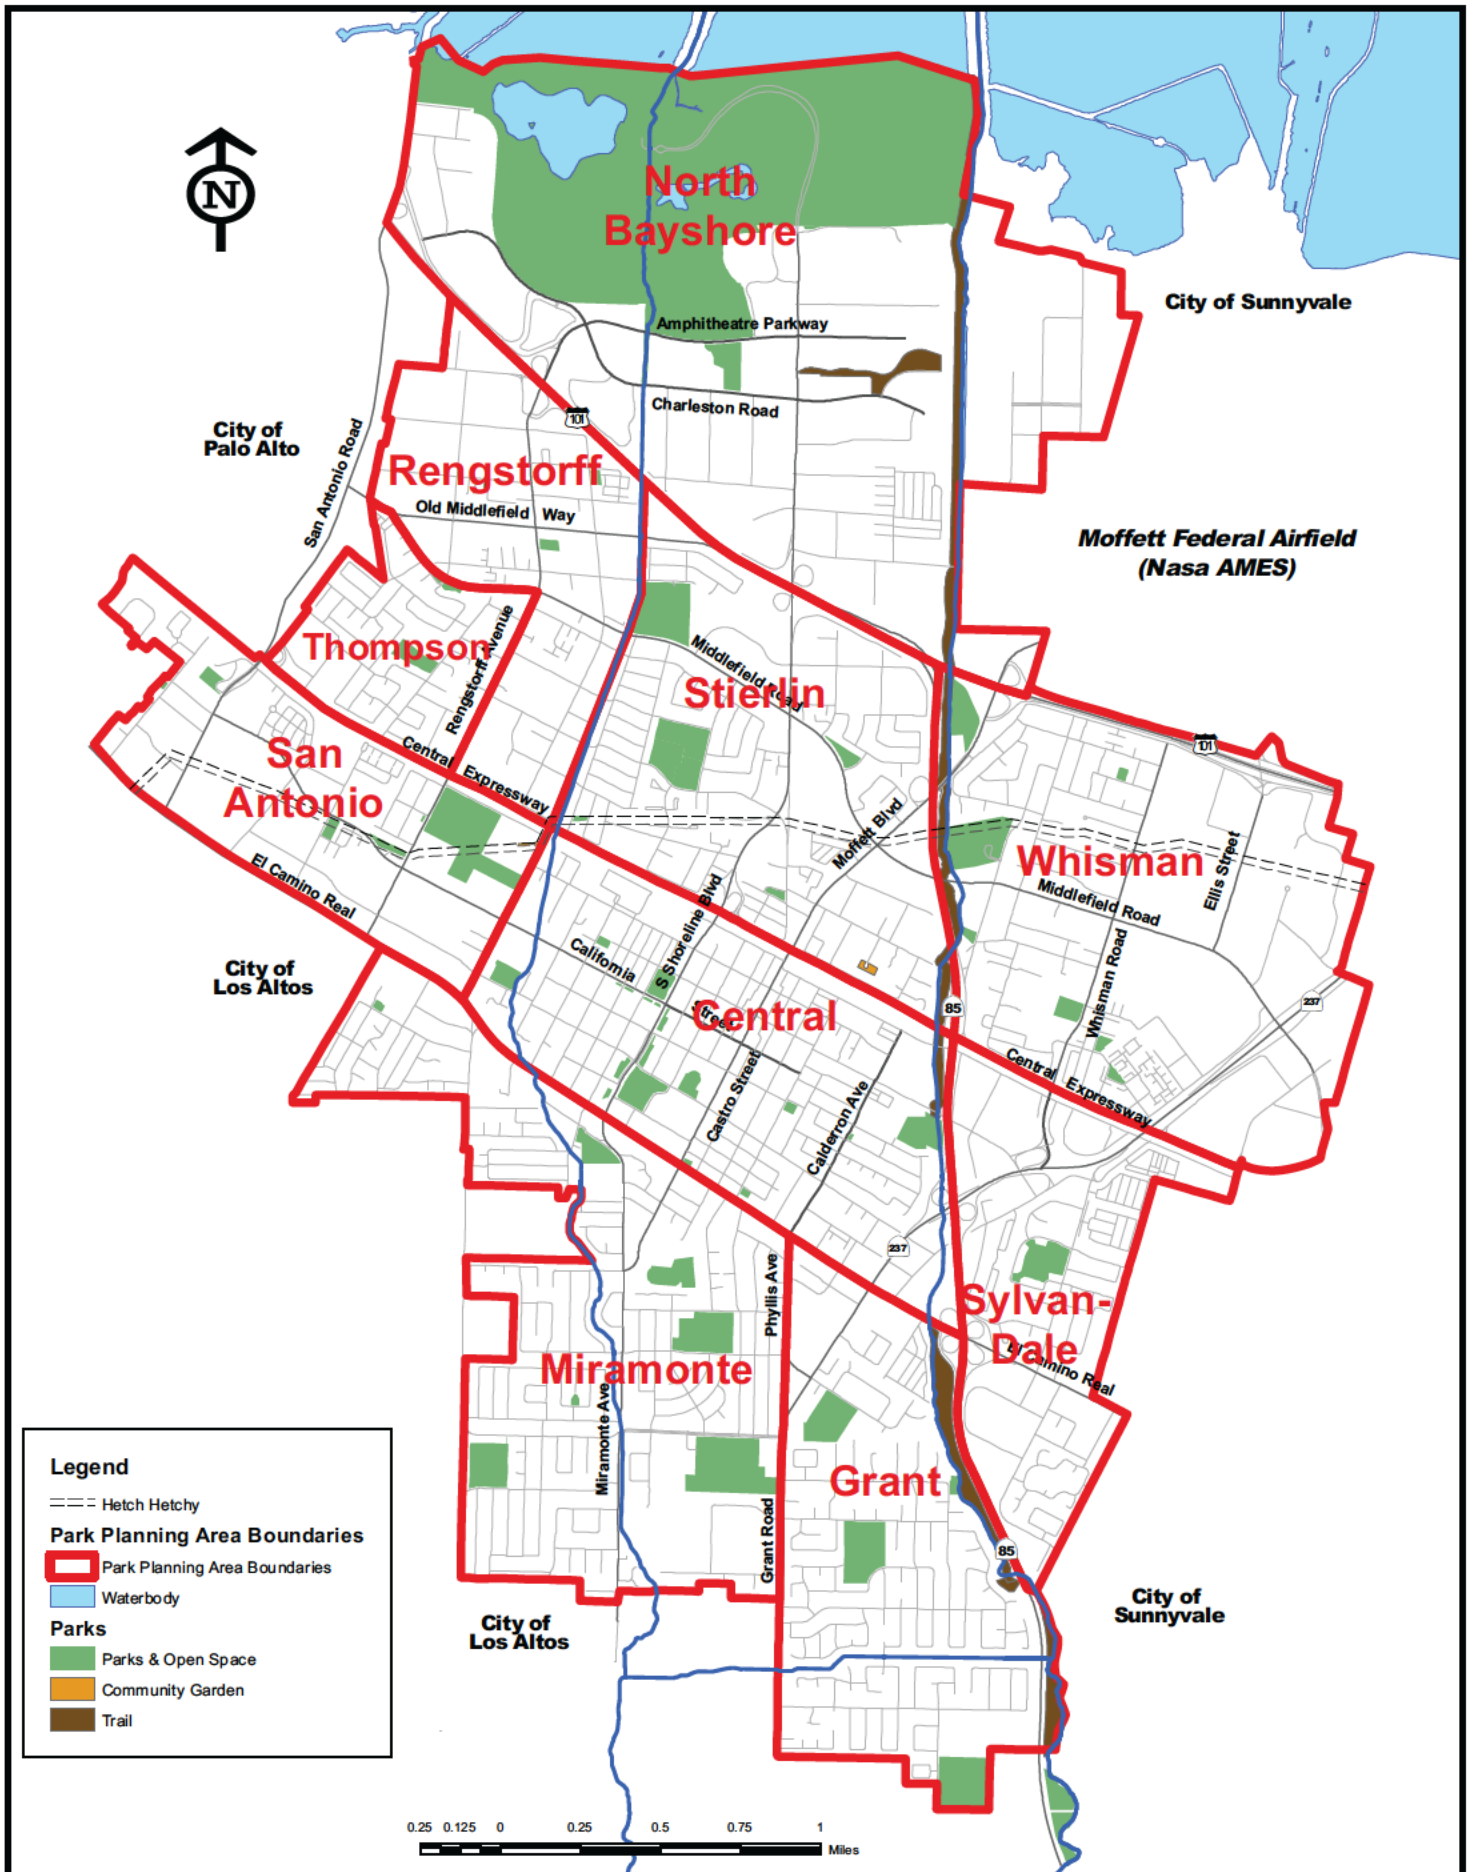 N
North
Bayshore
City of Sunnyvale
Amphitheatre Parkway
Charleston Road
101
City of
Palo Alto
San Antonio Road
Rengstorff
Old Middlefield Way
Moffett Federal Airfield
(Nasa AMES)
Thompson
Rengstorff Avenue
Middlefield Road
Stierlin
San
Antonio
Central Expressway
101
Moffett Blvd
Whisman
Ellis Street
Middlefield Road
El Camino Real
S Shoreline Blvd
California Street
Whisman Road
City of
Los Altos
Central
85
237
Castro Street
Calderron Ave
Central Expressway
237
Phyllis Ave
Sylvan-
Dale
El Camino Real
Miramonte
Miramonte Ave
Grant
Grant Road
85
City of
Sunnyvale
City of
Los Altos
Legend
Hetch Hetchy
Park Planning Area Boundaries
Park Planning Area Boundaries
Waterbody
Parks
Parks & Open Space
Community Garden
Trail
0.25 0.125 0 0.25 0.5 0.75 1
Miles